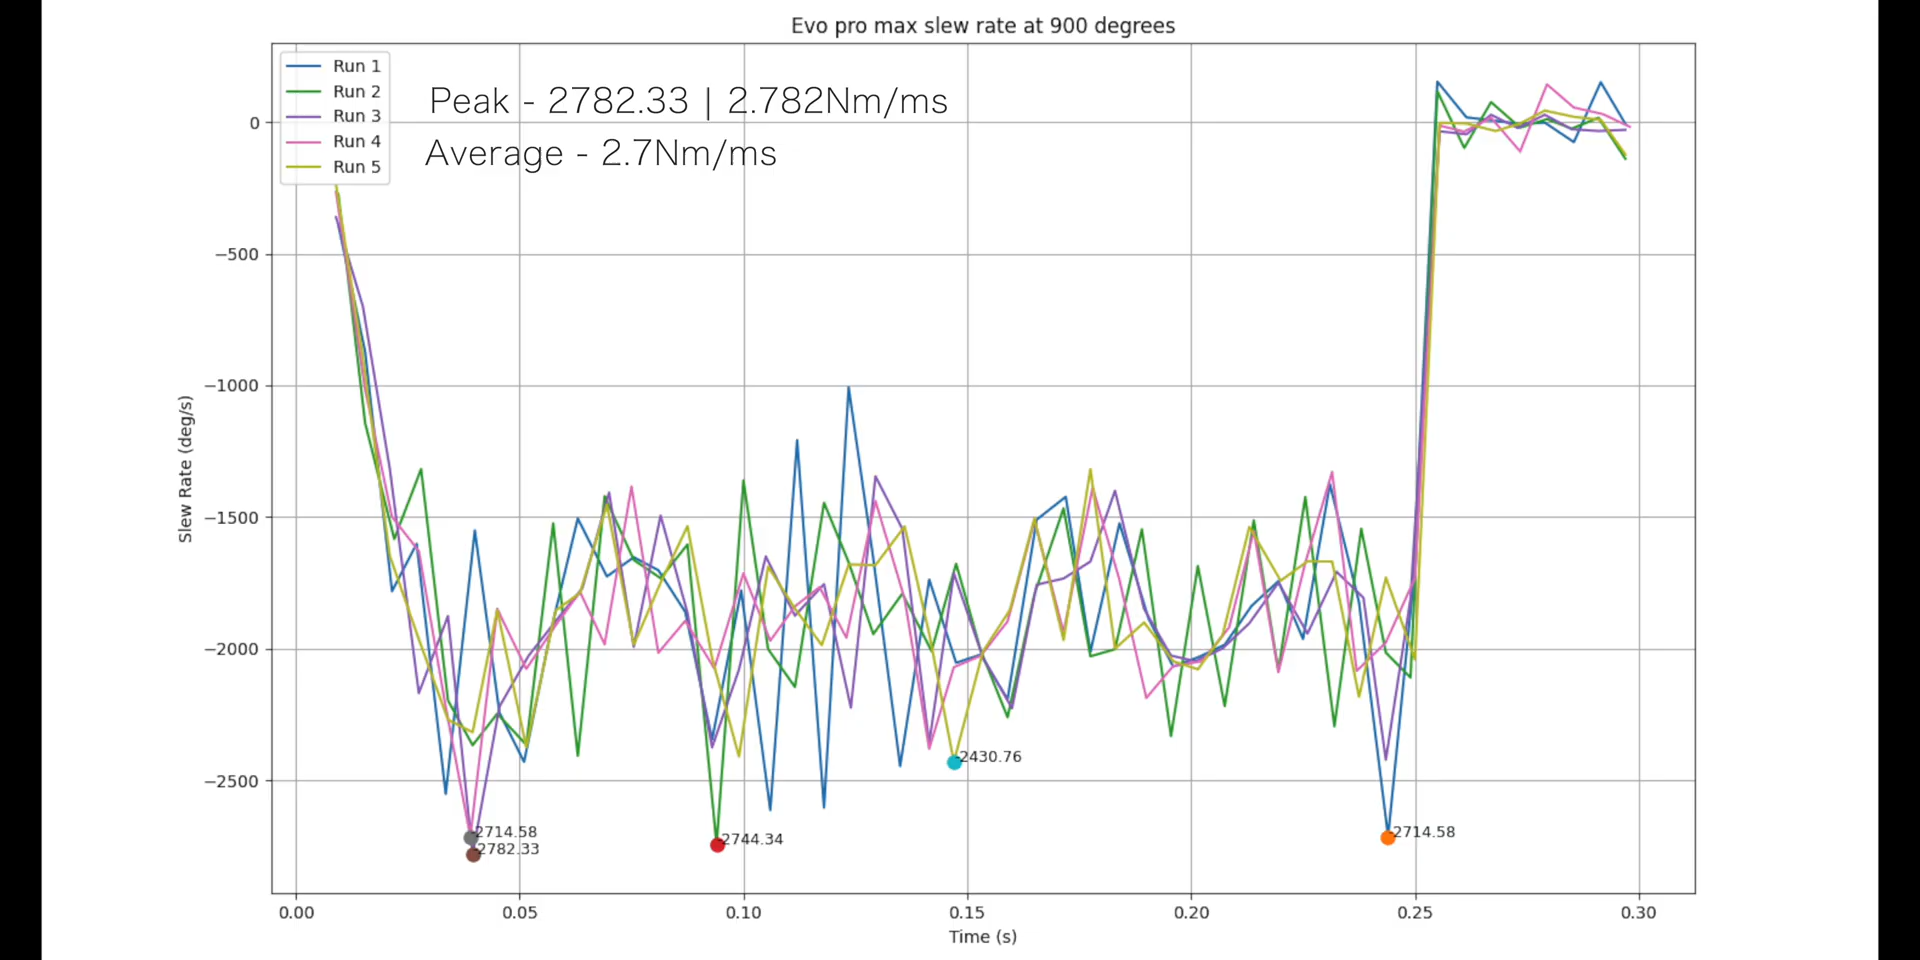 Evo pro max slew rate at 900 degrees
Run 1
Run 2
Run 3
Run 4
Run 5
Peak - 2782.33 | 2.782Nm/ms
Average - 2.7Nm/ms
0
−500
−1000
−1500
−2000
−2500
Slew Rate (deg/s)
-2430.76
-2714.58
-2782.33
-2744.34
-2714.58
0.00
0.05
0.10
0.15
0.20
0.25
0.30
Time (s)